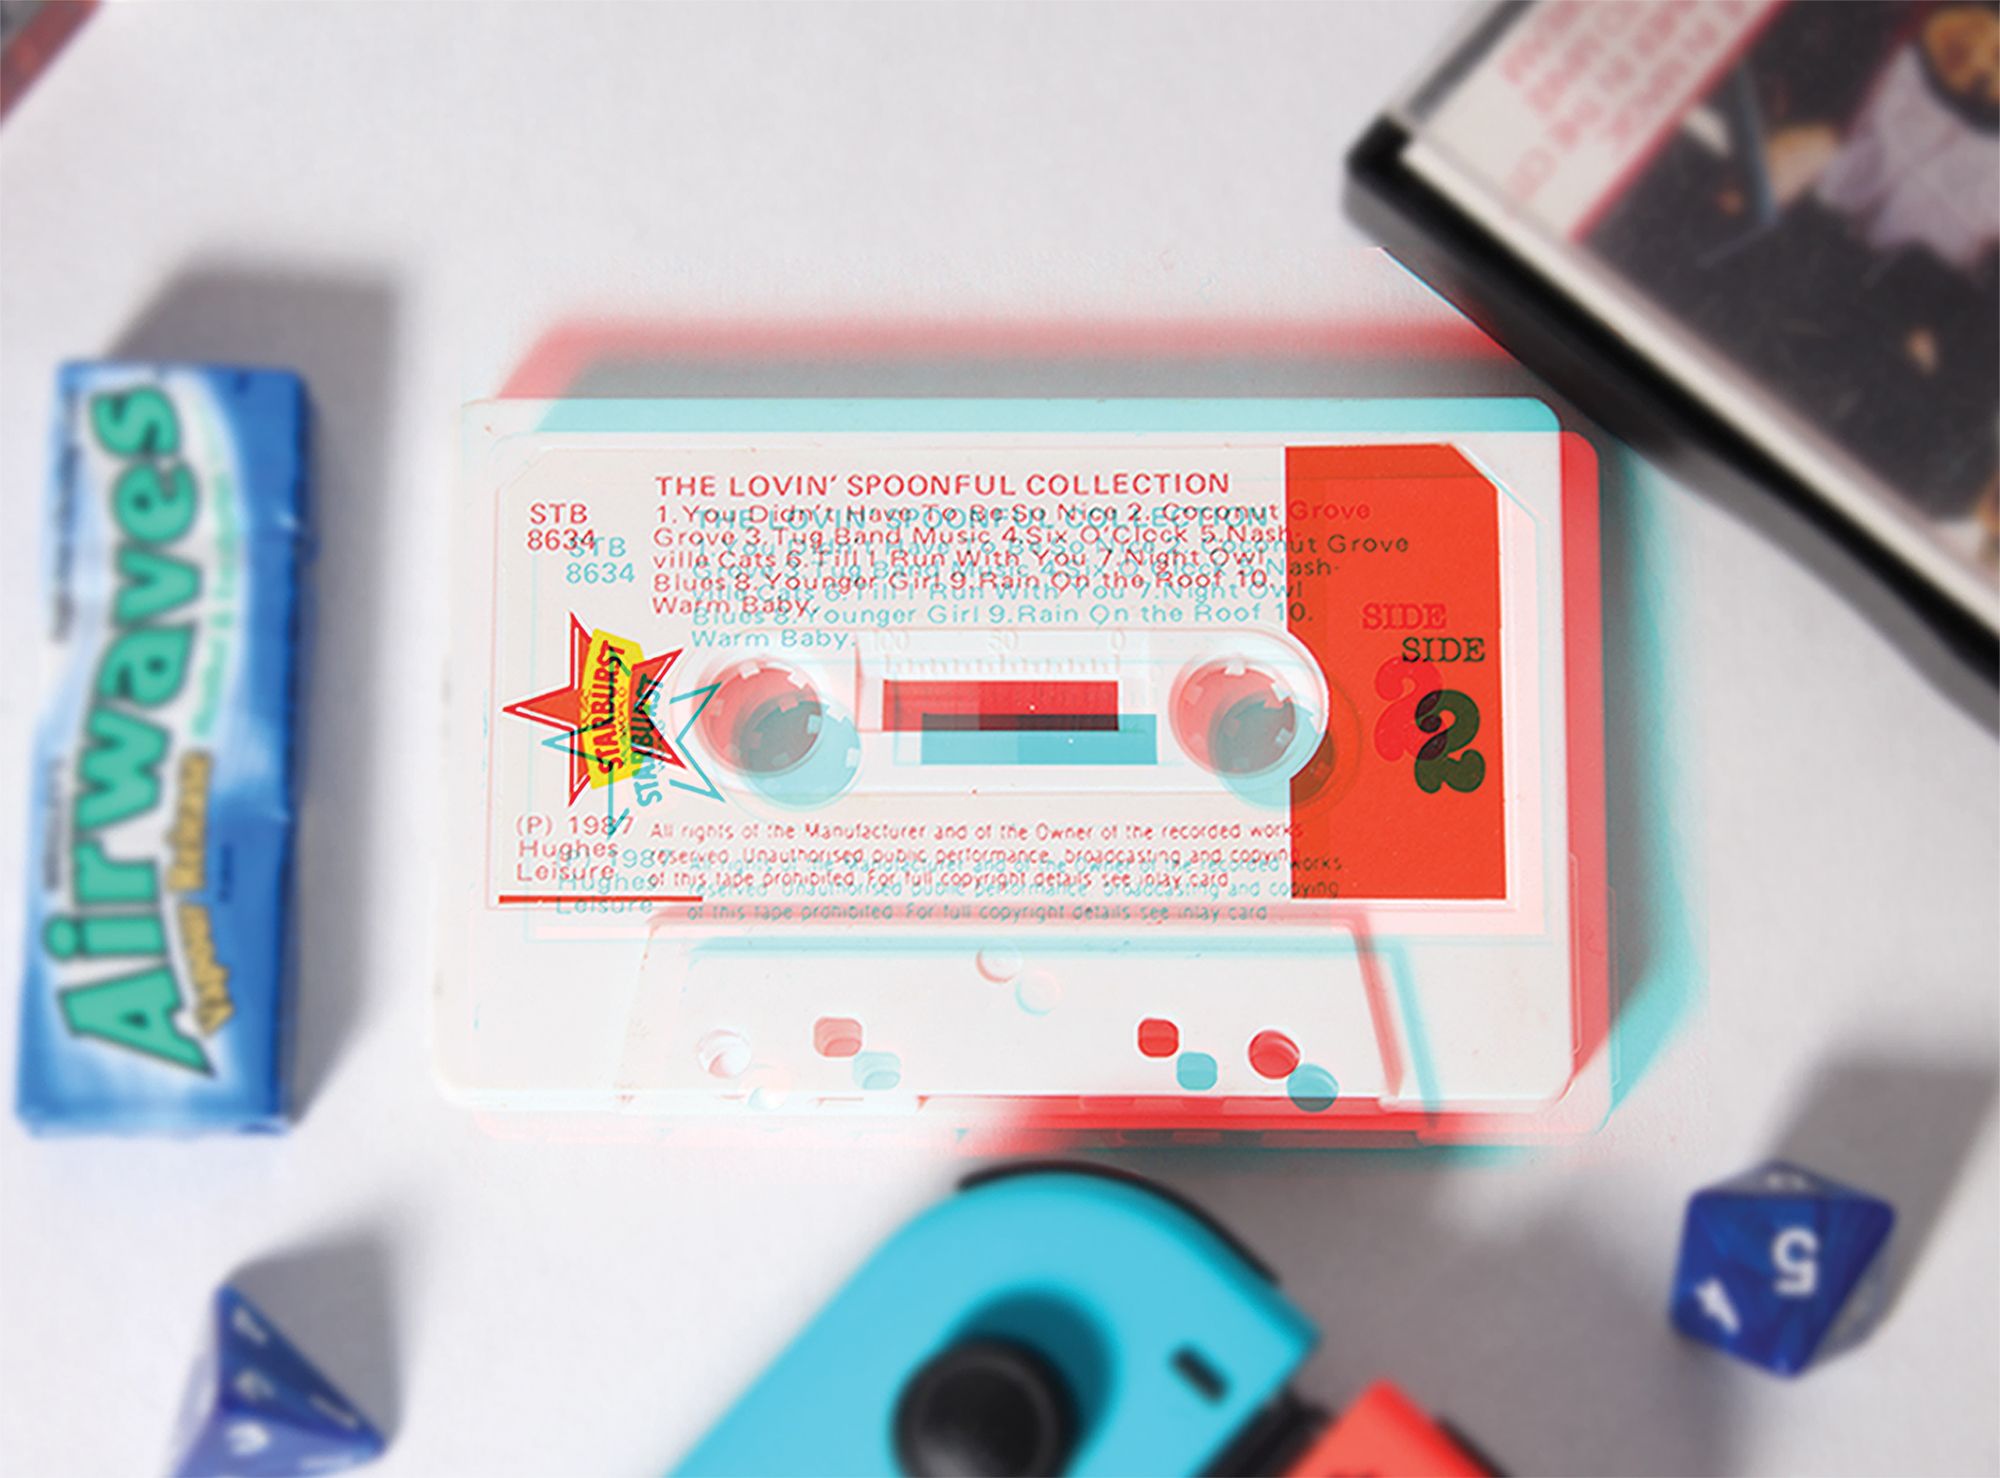 THE LOVIN' SPOONFUL COLLECTION
STB
8634
1.You Didn't Have To Be So Nice 2. Coconut Grove
Grove 3.Tug Band Music 4.Six O'Clock 5.Nash-
ville Cats 6.Till I Run With You 7.Night Owl
Blues 8.Younger Girl 9.Rain On the Roof 10.
Warm Baby.
SIDE
2
STARBURST
(P) 1987
Hughes
Leisure
All rights of the Manufacturer and of the Owner of the recorded works
reserved. Unauthorised public performance, broadcasting and copying
of this tape prohibited. For full copyright details see inlay card
Airwaves
Vapour Release
5
4